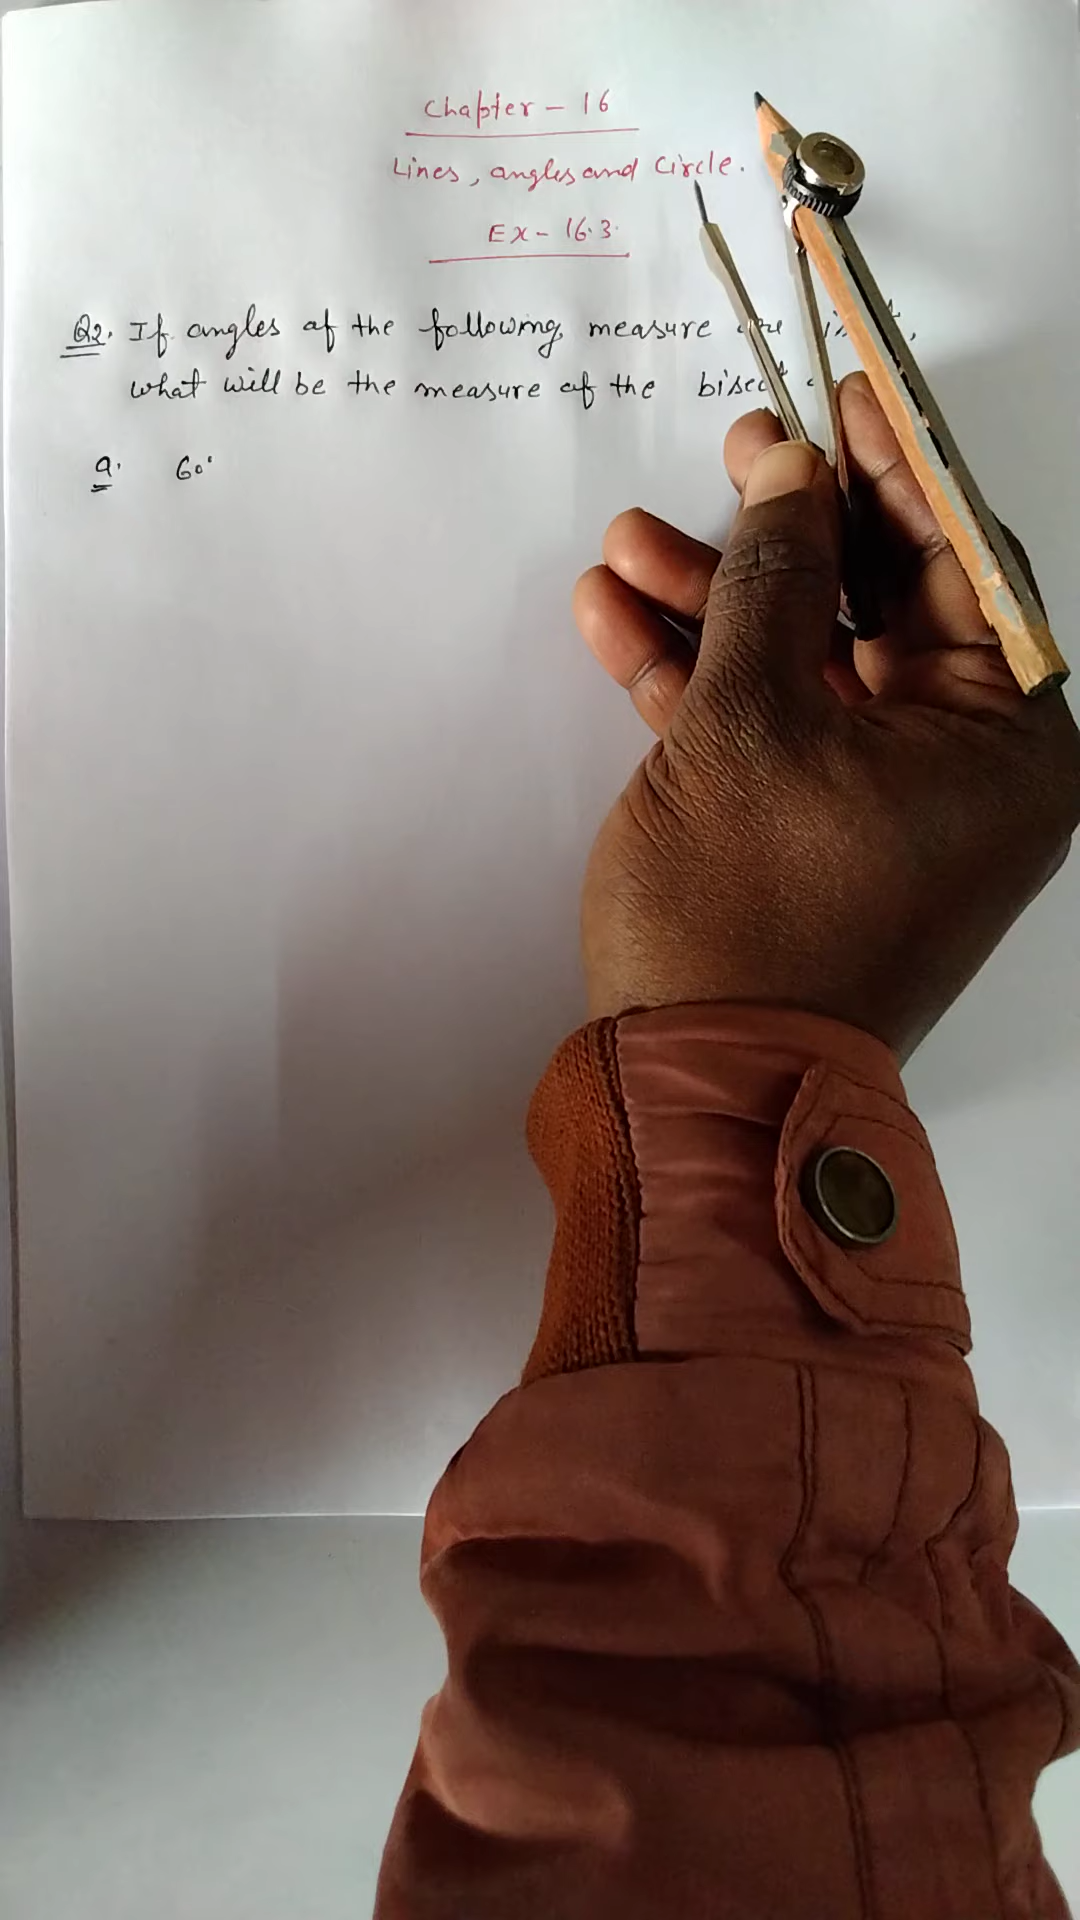 Chapter - 16
Lines, angles and Circle.
Ex - 16.3.
Q2. If angles of the following measure
what will be the measure of the
a. 60°